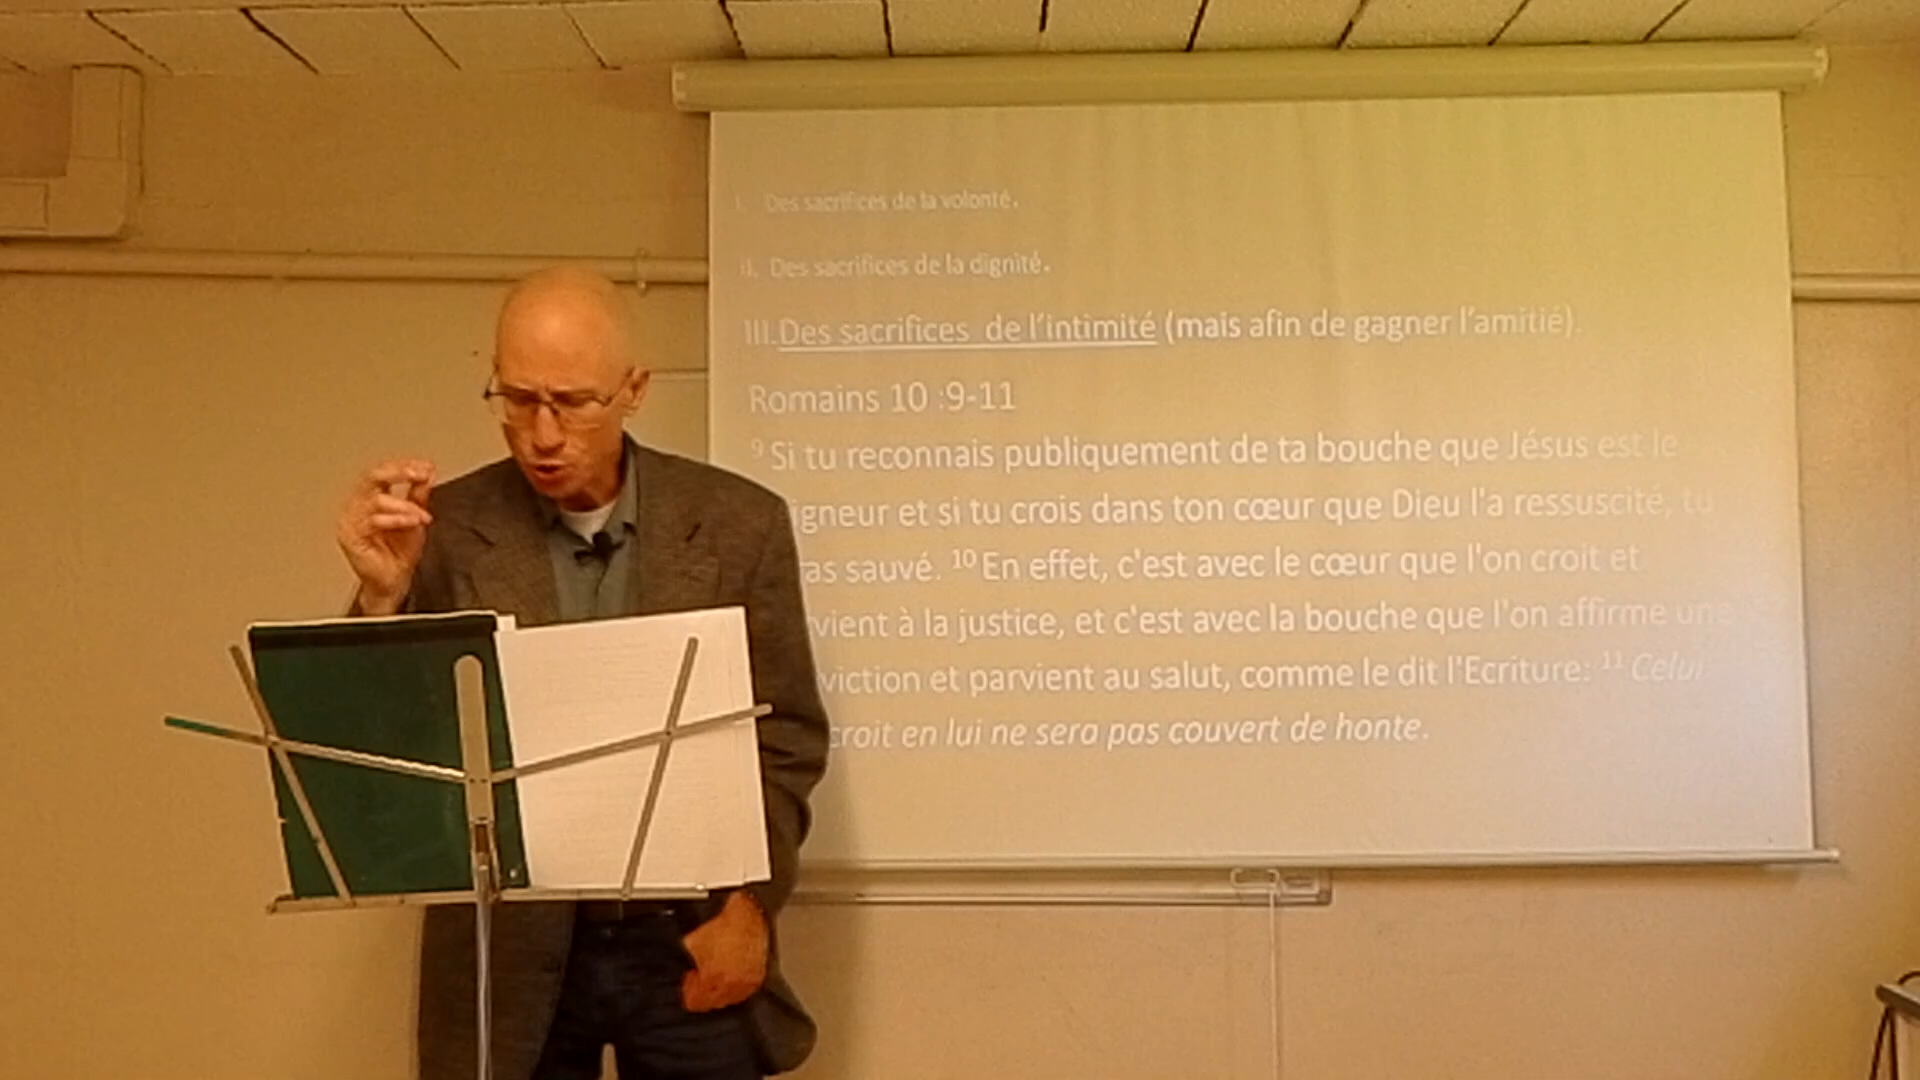 I. Des sacrifices de la volonté.
II. Des sacrifices de la dignité.
III. Des sacrifices de l'intimité (mais afin de gagner l'amitié).
Romains 10 :9-11
9 Si tu reconnais publiquement de ta bouche que Jésus est le
igneur et si tu crois dans ton cœur que Dieu l'a ressuscité, tu
as sauvé. 10 En effet, c'est avec le cœur que l'on croit et
vient à la justice, et c'est avec la bouche que l'on affirme une
viction et parvient au salut, comme le dit l'Ecriture: 11 Celui
croit en lui ne sera pas couvert de honte.